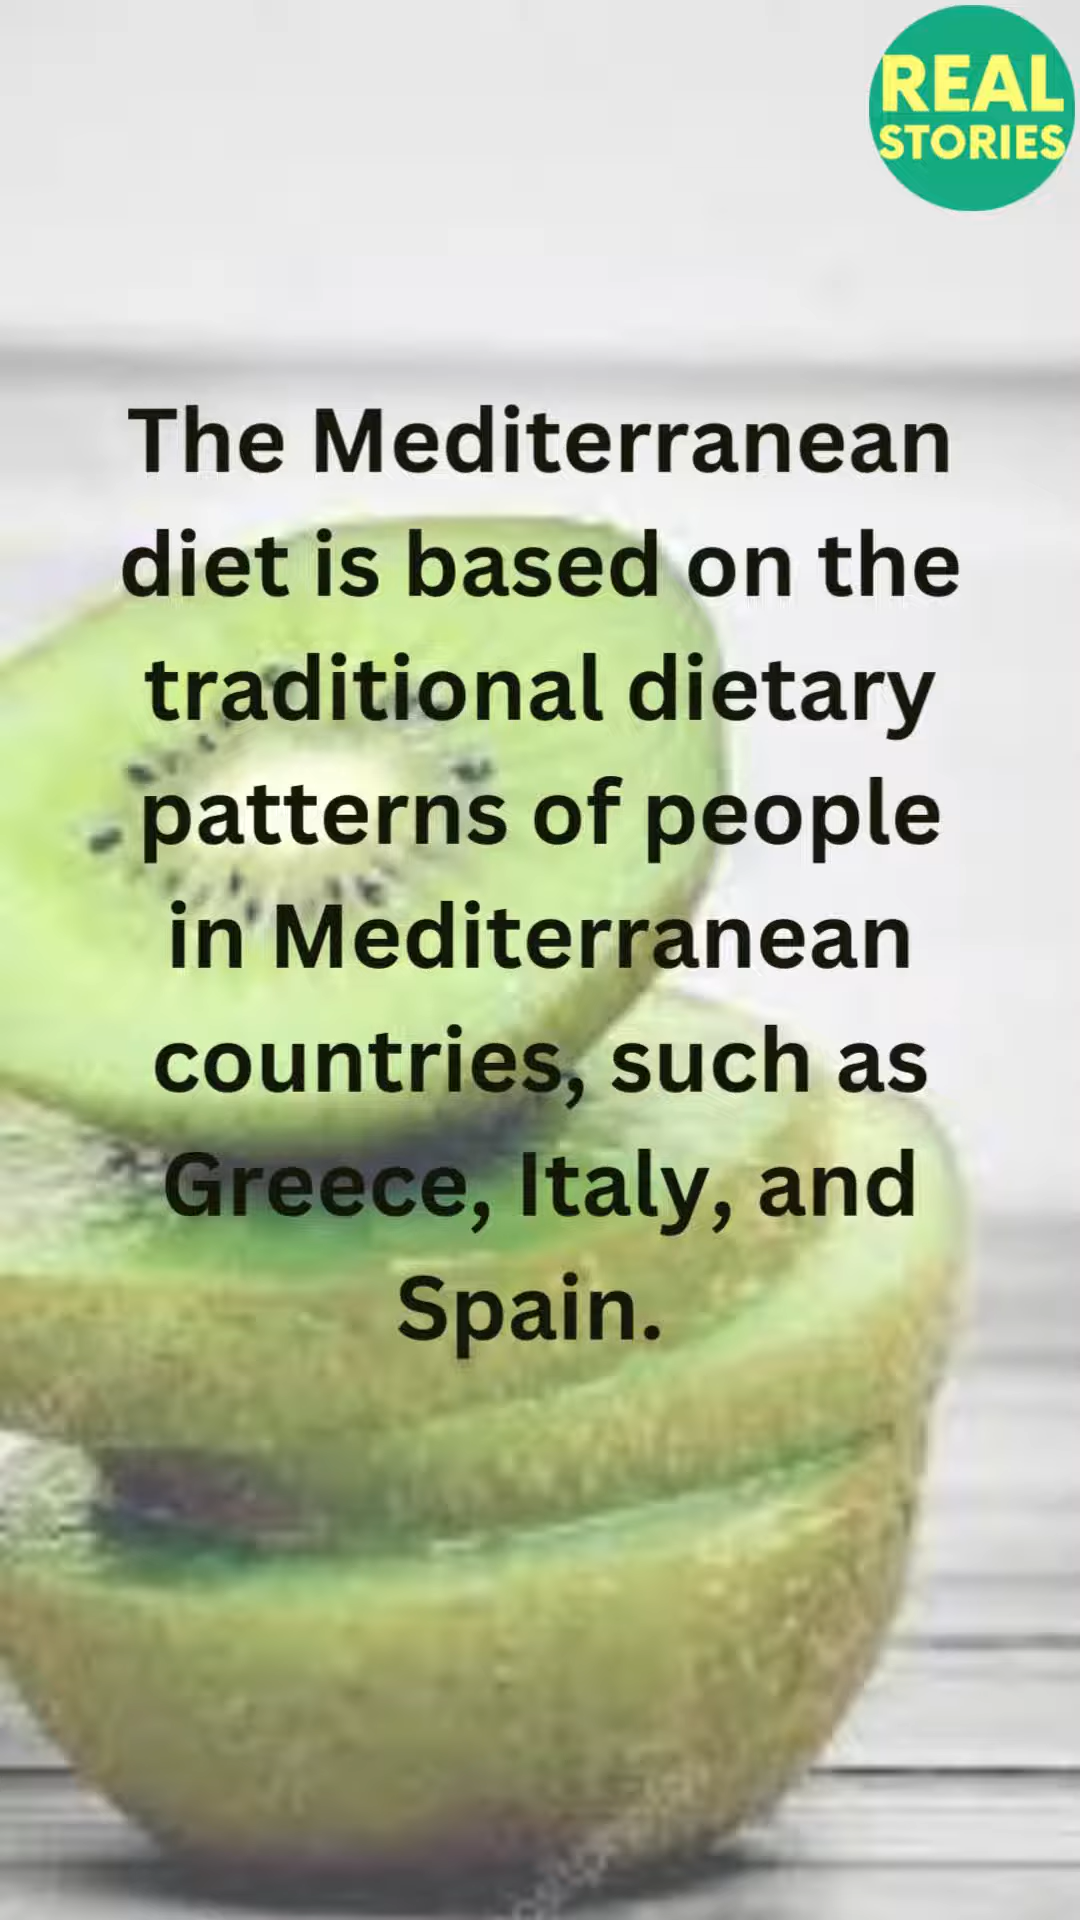 REAL
STORIES
The Mediterranean
diet is based on the
traditional dietary
patterns of people
in Mediterranean
countries, such as
Greece, Italy, and
Spain.